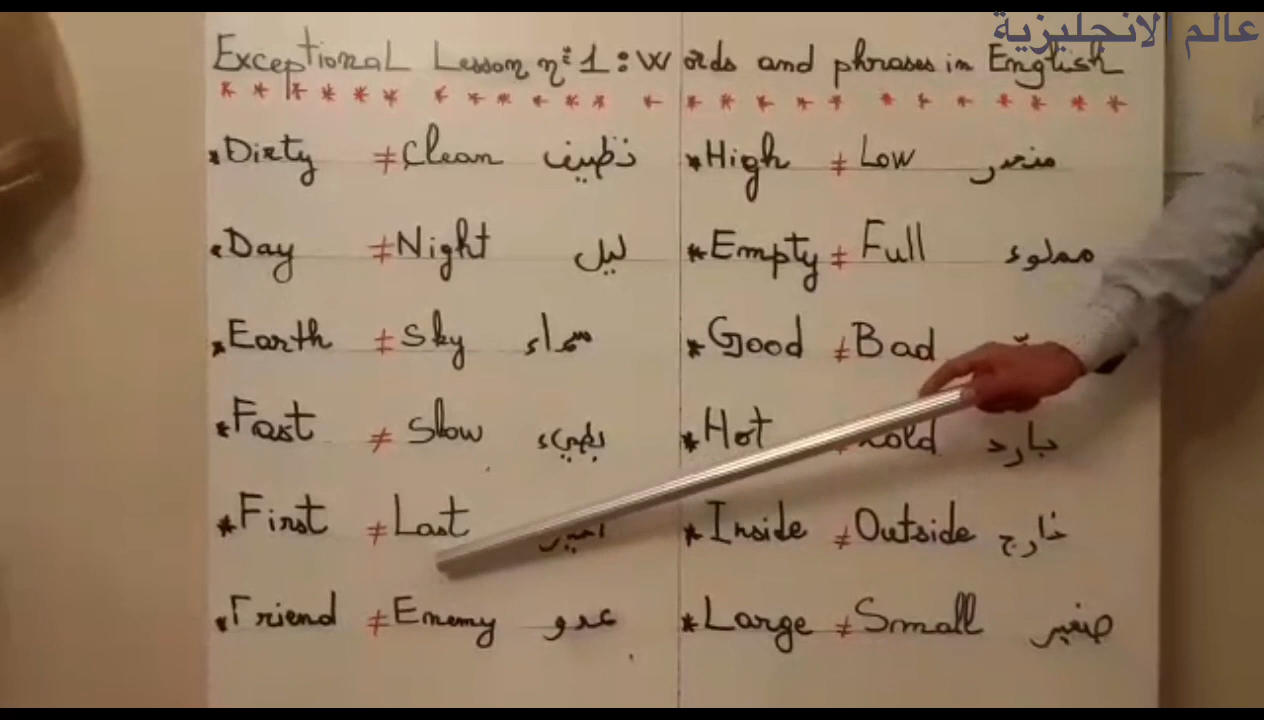 عالم الانجليزية
Exceptional Lesson n°1 : Words and phrases in English
* Dirty ≠ Clean نظيف
* Day ≠ Night ليل
* Earth ≠ Sky سماء
* Fast ≠ Slow بطيء
* First ≠ Last اخير
* Friend ≠ Enemy عدو
* High ≠ Low منحدر
* Empty ≠ Full مملوء
* Good ≠ Bad
* Hot ≠ Cold بارد
* Inside ≠ Outside خارج
* Large ≠ Small صغير